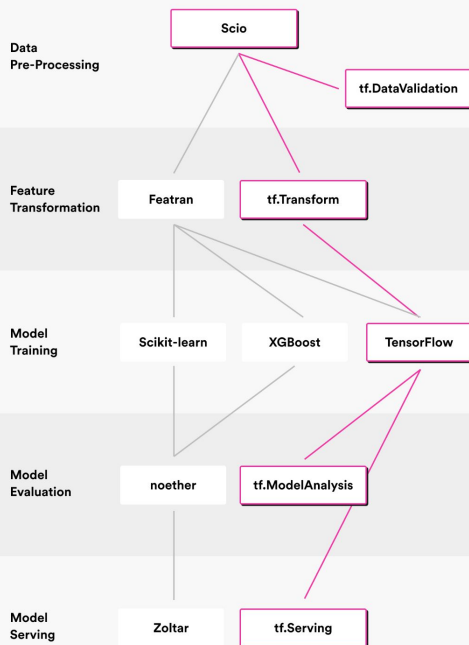 Scio
Data
Pre-Processing
tf.DataValidation
Feature
Transformation
Featran
tf.Transform
Model
Training
Scikit-learn
XGBoost
TensorFlow
Model
Evaluation
noether
tf.ModelAnalysis
Model
Serving
Zoltar
tf.Serving